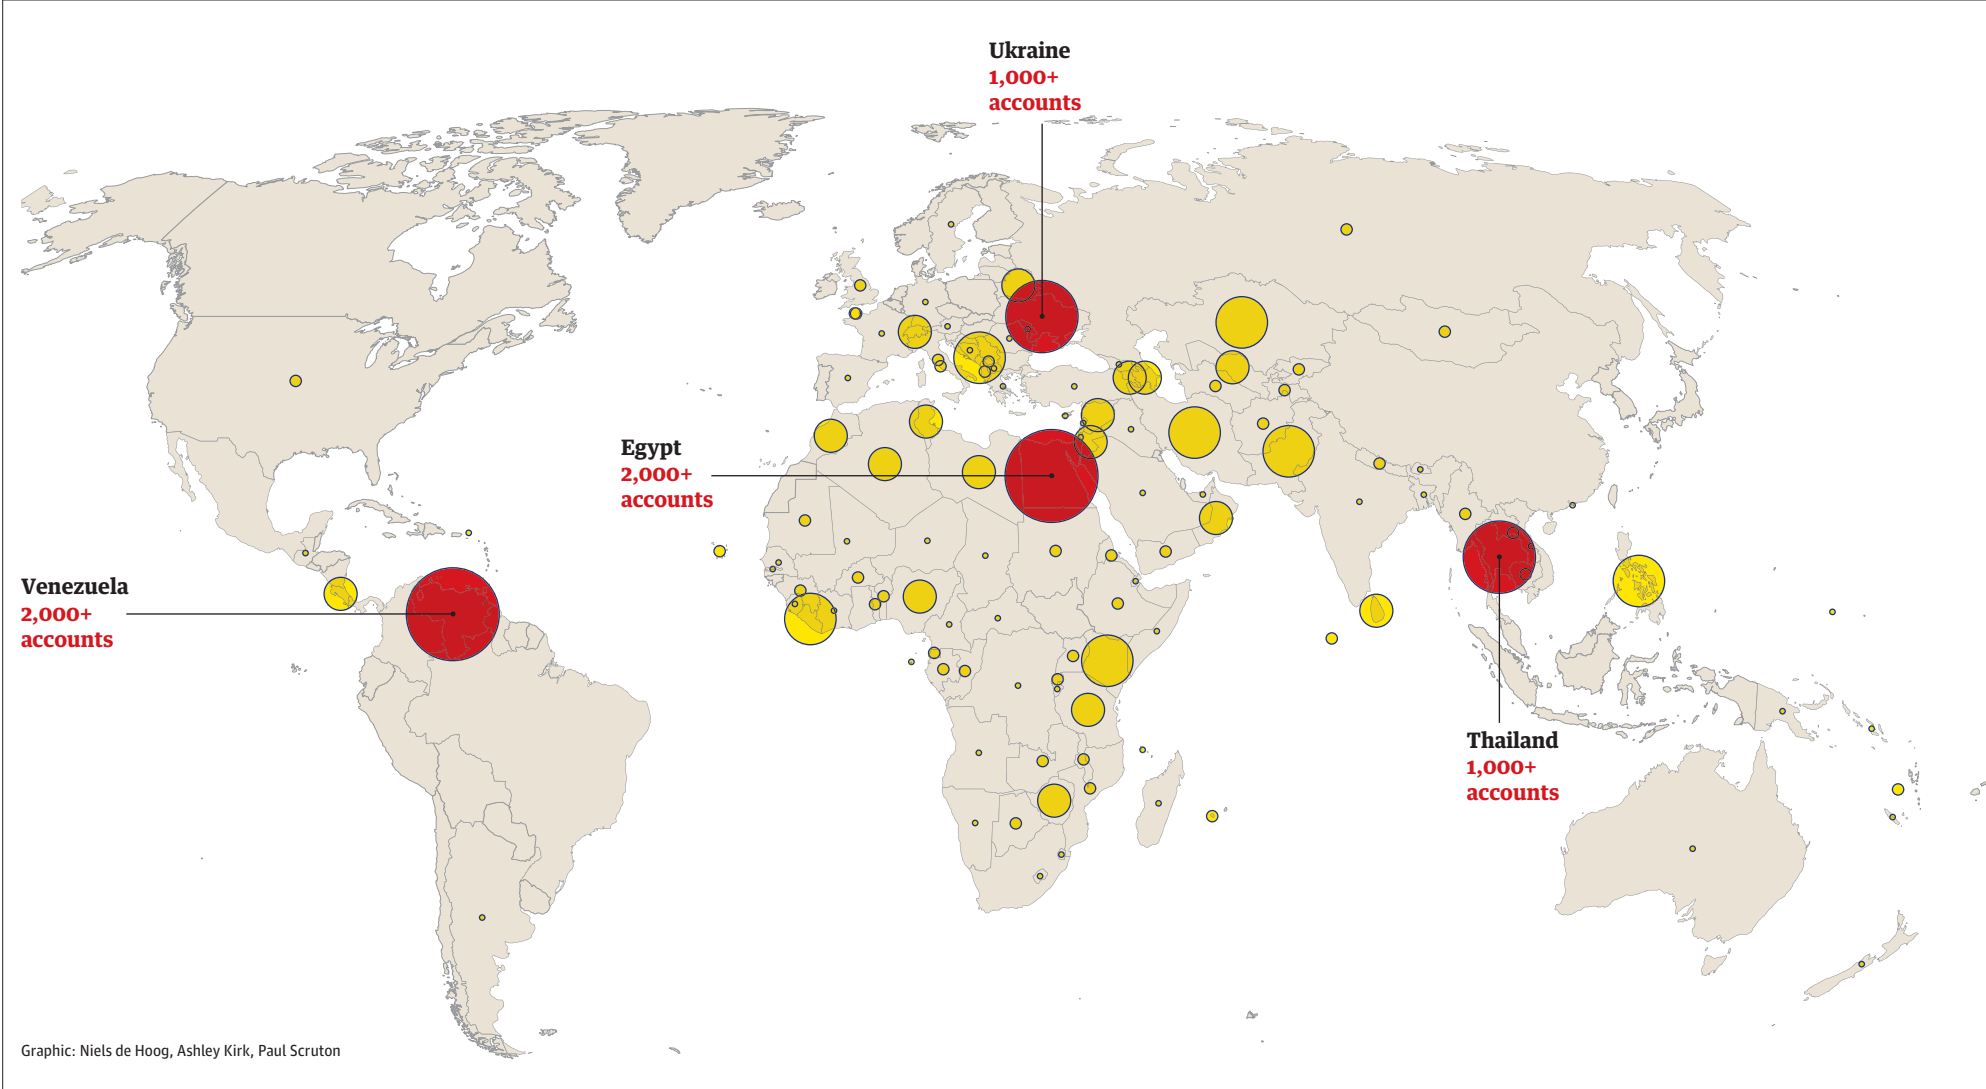 Ukraine
1,000+
accounts
Egypt
2,000+
accounts
Venezuela
2,000+
accounts
Thailand
1,000+
accounts
Graphic: Niels de Hoog, Ashley Kirk, Paul Scruton